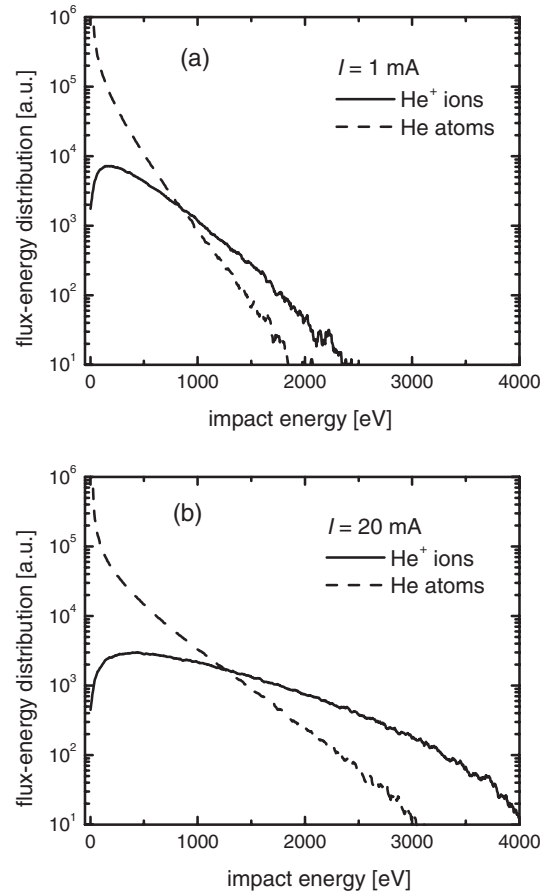 10^6
10^5
10^4
10^3
10^2
10^1
flux-energy distribution [a.u.]
(a)
I = 1 mA
He^+ ions
He atoms
0 1000 2000 3000 4000
impact energy [eV]
10^6
10^5
10^4
10^3
10^2
10^1
flux-energy distribution [a.u.]
(b)
I = 20 mA
He^+ ions
He atoms
0 1000 2000 3000 4000
impact energy [eV]